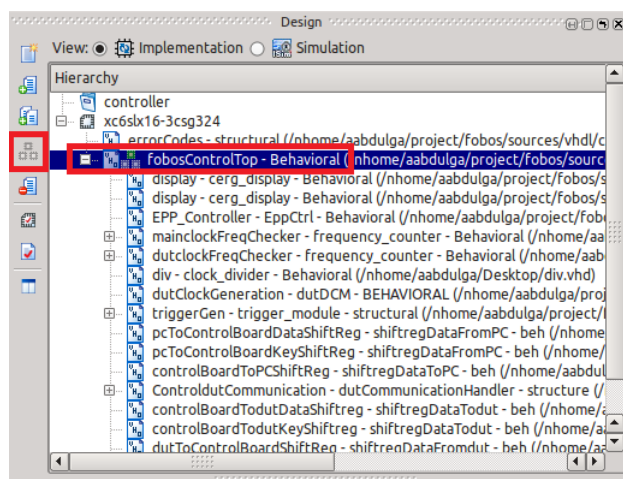 Design
View: Implementation Simulation
Hierarchy
controller
xc6slx16-3csg324
errorCodes - structural (/nhome/aabdulga/project/fobos/sources/vhdl/c
fobosControlTop - Behavioral (/nhome/aabdulga/project/fobos/sourc
display - cerg_display - Behavioral (/nhome/aabdulga/project/fobos/s
display - cerg_display - Behavioral (/nhome/aabdulga/project/fobos/s
EPP_Controller - EppCtrl - Behavioral (/nhome/aabdulga/project/fob
mainclockFreqChecker - frequency_counter - Behavioral (/nhome/aa
dutclockFreqChecker - frequency_counter - Behavioral (/nhome/aab
div - clock_divider - Behavioral (/nhome/aabdulga/Desktop/div.vhd)
dutClockGeneration - dutDCM - BEHAVIORAL (/nhome/aabdulga/proj
triggerGen - trigger_module - structural (/nhome/aabdulga/project/
pcToControlBoardDataShiftReg - shiftregDataFromPC - beh (/nhome
pcToControlBoardKeyShiftReg - shiftregDataFromPC - beh (/nhome/
controlBoardToPCShiftReg - shiftregDataToPC - beh (/nhome/aabdul
ControldutCommunication - dutCommunicationHandler - structure (/
controlBoardTodutDataShiftreg - shiftregDataTodut - beh (/nhome/a
controlBoardTodutKeyShiftreg - shiftregDataTodut - beh (/nhome/aa
dutToControlBoardShiftReg - shiftregDataFromdut - beh (/nhome/aa